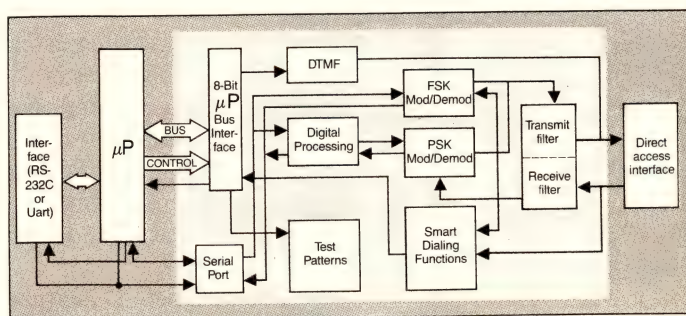 Inter-
face
(RS-
232C
or
Uart)
μP
BUS
CONTROL
8-Bit
μP
Bus
Inter-
face
Serial
Port
DTMF
Digital
Processing
Test
Patterns
FSK
Mod/Demod
PSK
Mod/Demod
Smart
Dialing
Functions
Transmit
filter
Receive
filter
Direct
access
interface